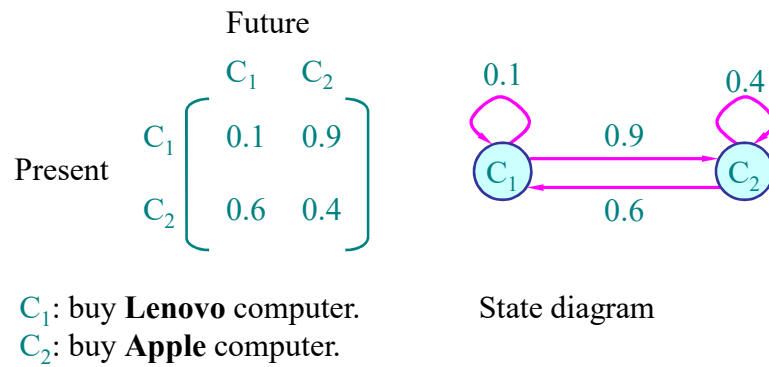 Future
C₁ C₂
C₁ 0.1 0.9
Present
C₂ 0.6 0.4
0.1 0.4
0.9
C₁ C₂
0.6
C₁: buy Lenovo computer.
C₂: buy Apple computer.
State diagram